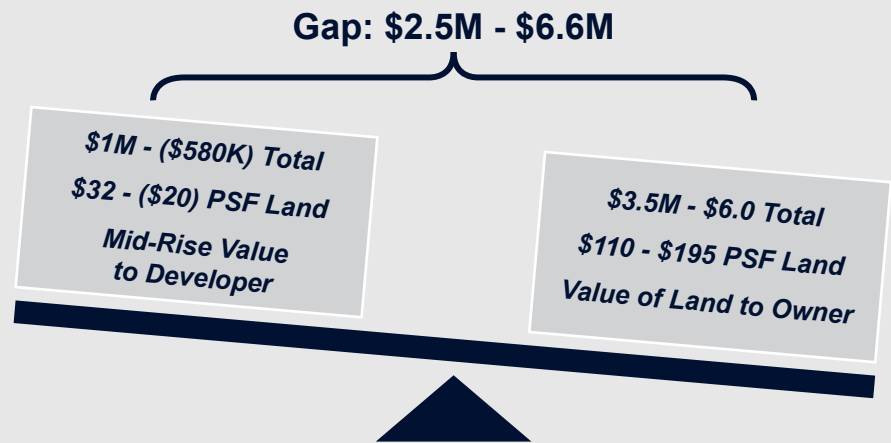 Gap: $2.5M - $6.6M
$1M - ($580K) Total
$32 - ($20) PSF Land
Mid-Rise Value
to Developer
$3.5M - $6.0 Total
$110 - $195 PSF Land
Value of Land to Owner